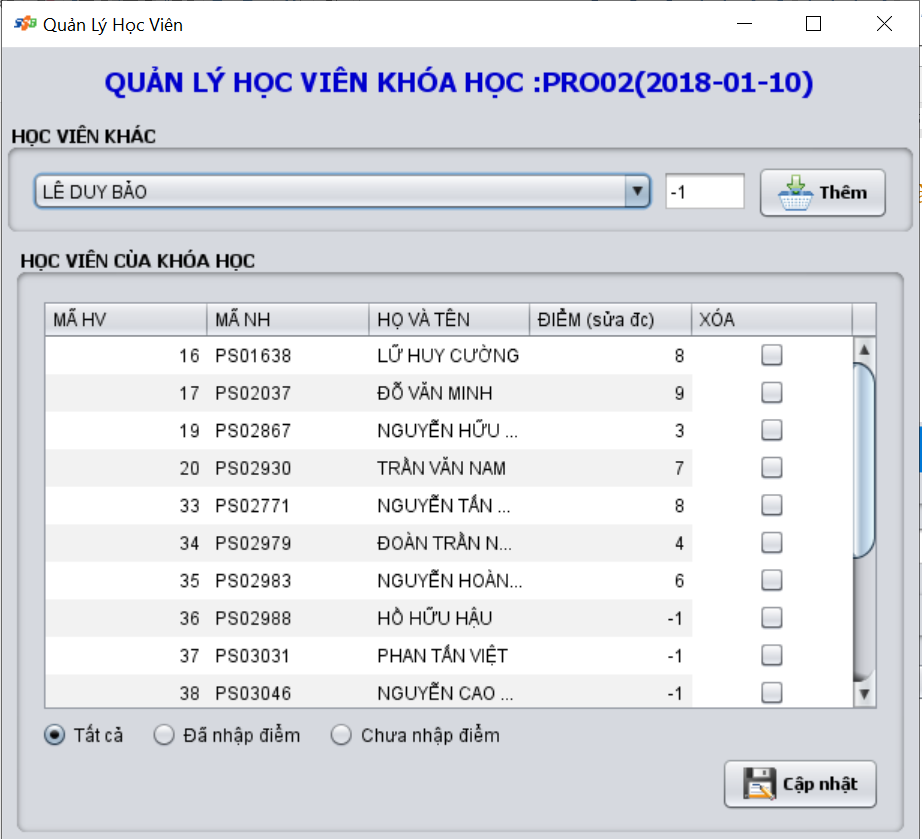 Quản Lý Học Viên
QUẢN LÝ HỌC VIÊN KHÓA HỌC :PRO02(2018-01-10)
HỌC VIÊN KHÁC
LÊ DUY BẢO -1 Thêm
HỌC VIÊN CỦA KHÓA HỌC
MÃ HV MÃ NH HỌ VÀ TÊN ĐIỂM (sửa đc) XÓA
16 PS01638 LỮ HUY CƯỜNG 8
17 PS02037 ĐỖ VĂN MINH 9
19 PS02867 NGUYỄN HỮU ... 3
20 PS02930 TRẦN VĂN NAM 7
33 PS02771 NGUYỄN TẤN ... 8
34 PS02979 ĐOÀN TRẦN N... 4
35 PS02983 NGUYỄN HOÀN... 6
36 PS02988 HỒ HỮU HẬU -1
37 PS03031 PHAN TẤN VIỆT -1
38 PS03046 NGUYỄN CAO ... -1
Tất cả Đã nhập điểm Chưa nhập điểm
Cập nhật